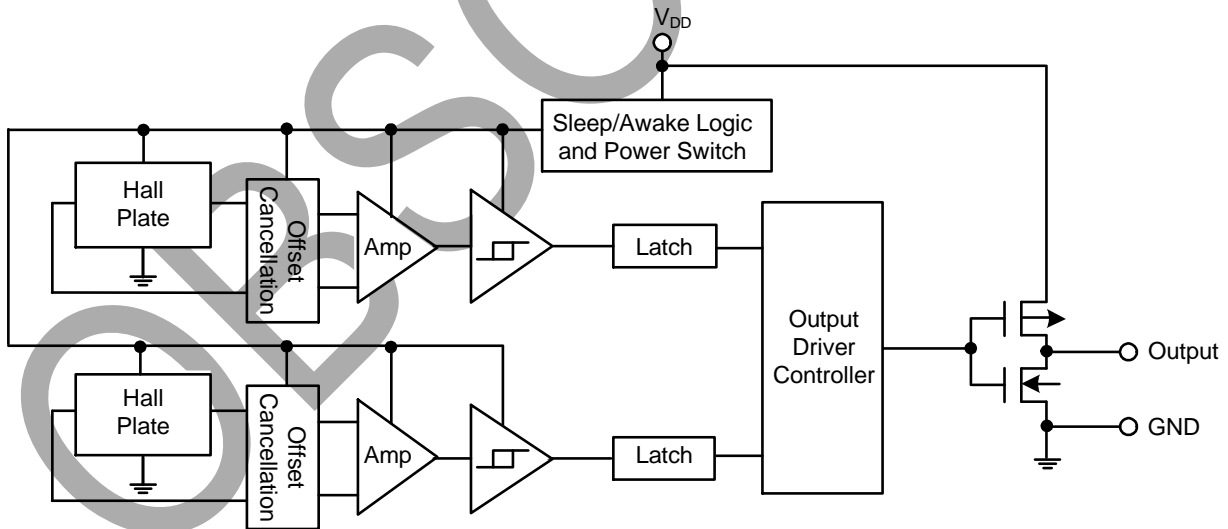 V_DD
Sleep/Awake Logic
and Power Switch
Hall
Plate
Offset
Cancellation
Amp
Latch
Output
Driver
Controller
Output
GND
Hall
Plate
Offset
Cancellation
Amp
Latch
OBSO